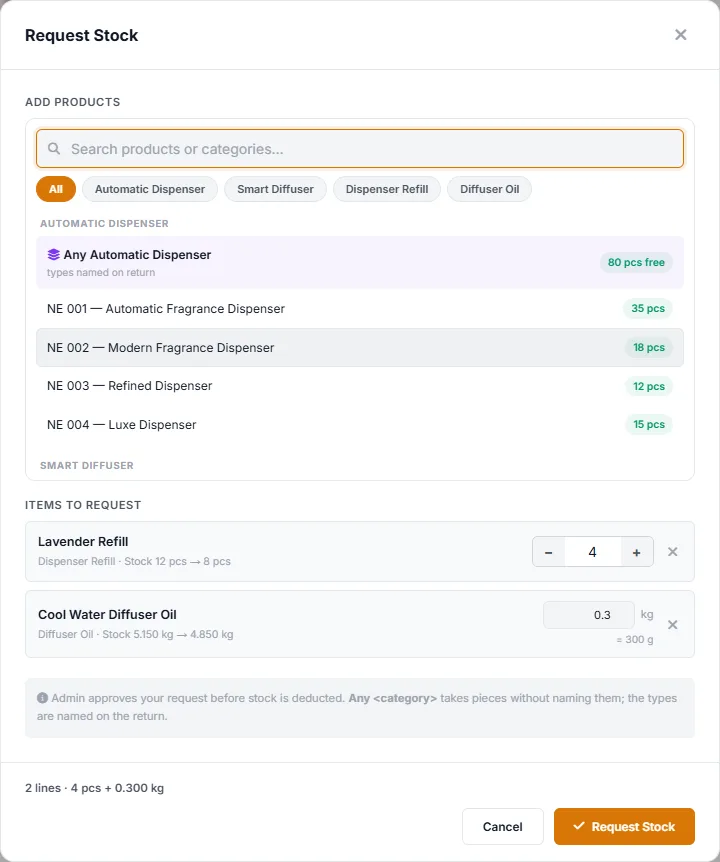 Request Stock
ADD PRODUCTS
Search products or categories...
All
Automatic Dispenser
Smart Diffuser
Dispenser Refill
Diffuser Oil
AUTOMATIC DISPENSER
Any Automatic Dispenser
80 pcs free
types named on return
NE 001 — Automatic Fragrance Dispenser
35 pcs
NE 002 — Modern Fragrance Dispenser
18 pcs
NE 003 — Refined Dispenser
12 pcs
NE 004 — Luxe Dispenser
15 pcs
SMART DIFFUSER
ITEMS TO REQUEST
Lavender Refill
Dispenser Refill · Stock 12 pcs → 8 pcs
− 4 +
Cool Water Diffuser Oil
Diffuser Oil · Stock 5.150 kg → 4.850 kg
0.3 kg
= 300 g
Admin approves your request before stock is deducted. Any <category> takes pieces without naming them; the types
are named on the return.
2 lines · 4 pcs + 0.300 kg
Cancel
Request Stock